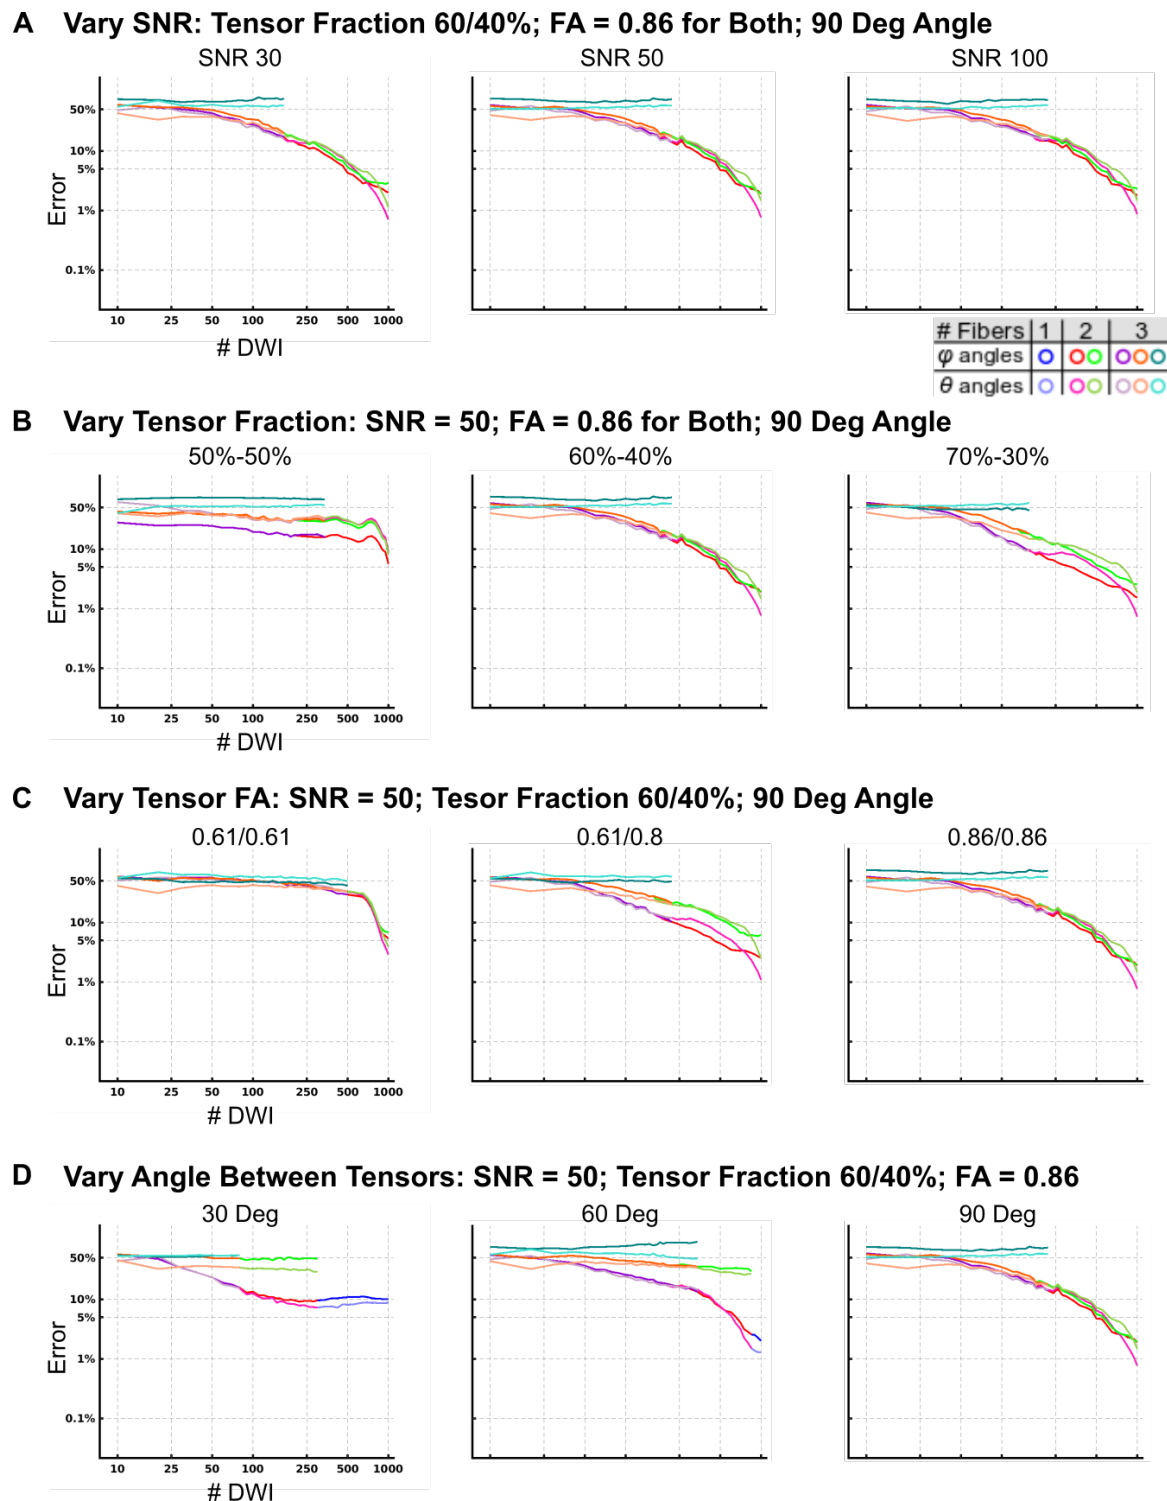 A Vary SNR: Tensor Fraction 60/40%; FA = 0.86 for Both; 90 Deg Angle
SNR 30 SNR 50 SNR 100
50%
10%
5%
1%
0.1%
Error
10 25 50 100 250 500 1000
# DWI
# Fibers 1 2 3
φ angles
θ angles
B Vary Tensor Fraction: SNR = 50; FA = 0.86 for Both; 90 Deg Angle
50%-50% 60%-40% 70%-30%
50%
10%
5%
1%
0.1%
Error
10 25 50 100 250 500 1000
# DWI
C Vary Tensor FA: SNR = 50; Tesor Fraction 60/40%; 90 Deg Angle
0.61/0.61 0.61/0.8 0.86/0.86
50%
10%
5%
1%
0.1%
Error
10 25 50 100 250 500 1000
# DWI
D Vary Angle Between Tensors: SNR = 50; Tensor Fraction 60/40%; FA = 0.86
30 Deg 60 Deg 90 Deg
50%
10%
5%
1%
0.1%
Error
10 25 50 100 250 500 1000
# DWI